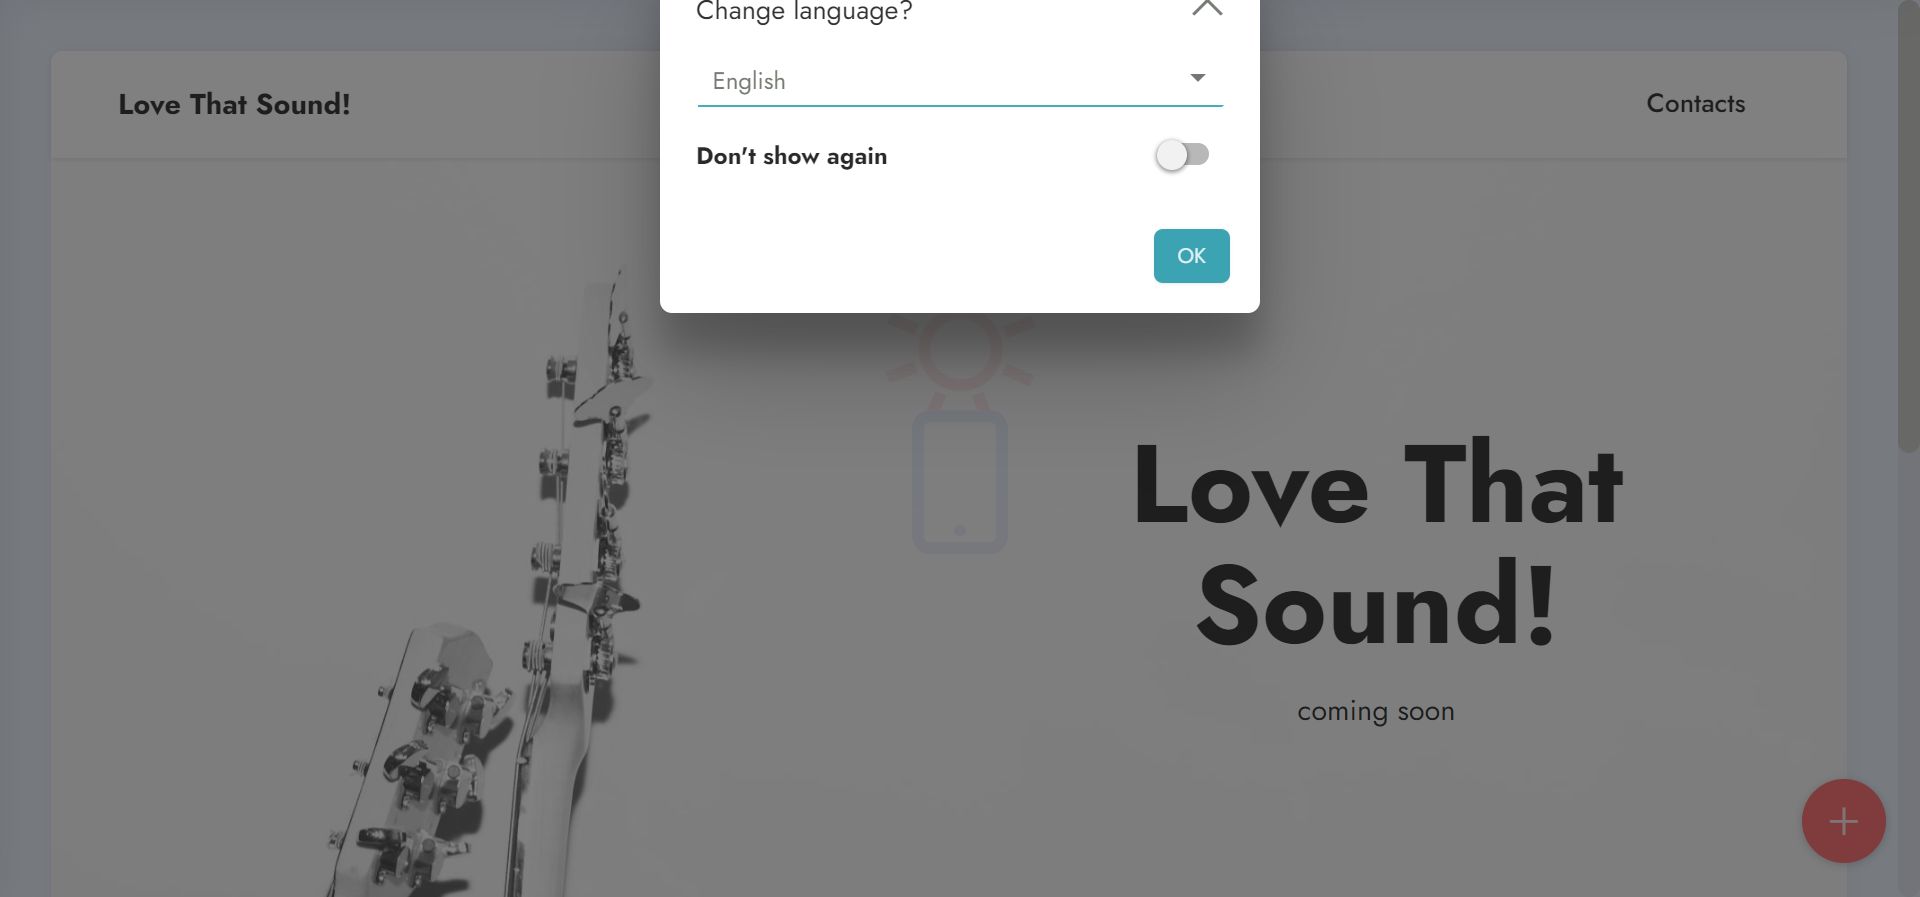 Change language?
English
Don't show again
OK
Love That Sound!
Contacts
Love That
Sound!
coming soon